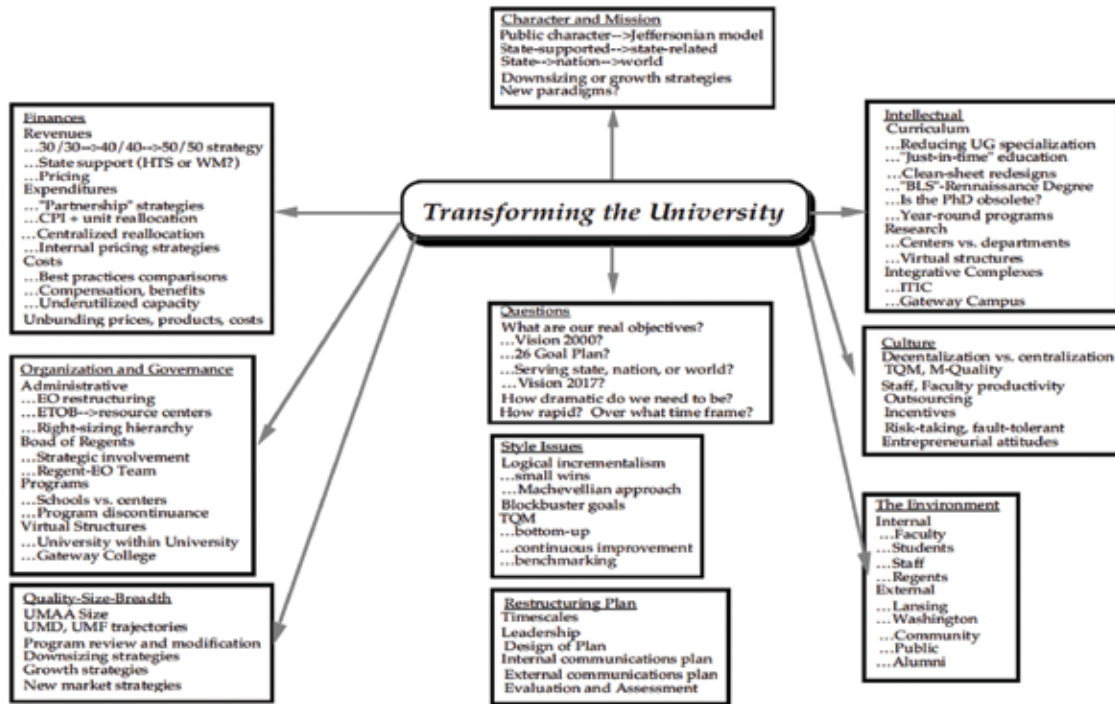 Character and Mission
Public character-->Jeffersonian model
State-supported-->state-related
State-->nation-->world
Downsizing or growth strategies
New paradigms?
Finances
Revenues
...30/30-->40/40-->50/50 strategy
...State support (HTS or WM?)
...Pricing
Expenditures
..."Partnership" strategies
...CPI + unit reallocation
...Centralized reallocation
...Internal pricing strategies
Costs
...Best practices comparisons
...Compensation, benefits
...Underutilized capacity
Unbunding prices, products, costs
Transforming the University
Intellectual
Curriculum
...Reducing UG specialization
..."Just-in-time" education
...Clean-sheet redesigns
..."BLS"-Rennaissance Degree
...Is the PhD obsolete?
...Year-round programs
Research
...Centers vs. departments
...Virtual structures
Integrative Complexes
...ITIC
...Gateway Campus
Organization and Governance
Administrative
...EO restructuring
...ETOB-->resource centers
...Right-sizing hierarchy
Boad of Regents
...Strategic involvement
...Regent-EO Team
Programs
...Schools vs. centers
...Program discontinuance
Virtual Structures
...University within University
...Gateway College
Questions
What are our real objectives?
...Vision 2000?
...26 Goal Plan?
...Serving state, nation, or world?
...Vision 2017?
How dramatic do we need to be?
How rapid? Over what time frame?
Culture
Decentalization vs. centralization
TQM, M-Quality
Staff, Faculty productivity
Outsourcing
Incentives
Risk-taking, fault-tolerant
Entrepreneurial attitudes
Style Issues
Logical incrementalism
...small wins
...Machevellian approach
Blockbuster goals
TQM
...bottom-up
...continuous improvement
...benchmarking
The Environment
Internal
...Faculty
...Students
...Staff
...Regents
External
...Lansing
...Washington
...Community
...Public
...Alumni
Quality-Size-Breadth
UMAA Size
UMD, UMF trajectories
Program review and modification
Downsizing strategies
Growth strategies
New market strategies
Restructuring Plan
Timescales
Leadership
Design of Plan
Internal communications plan
External communications plan
Evaluation and Assessment